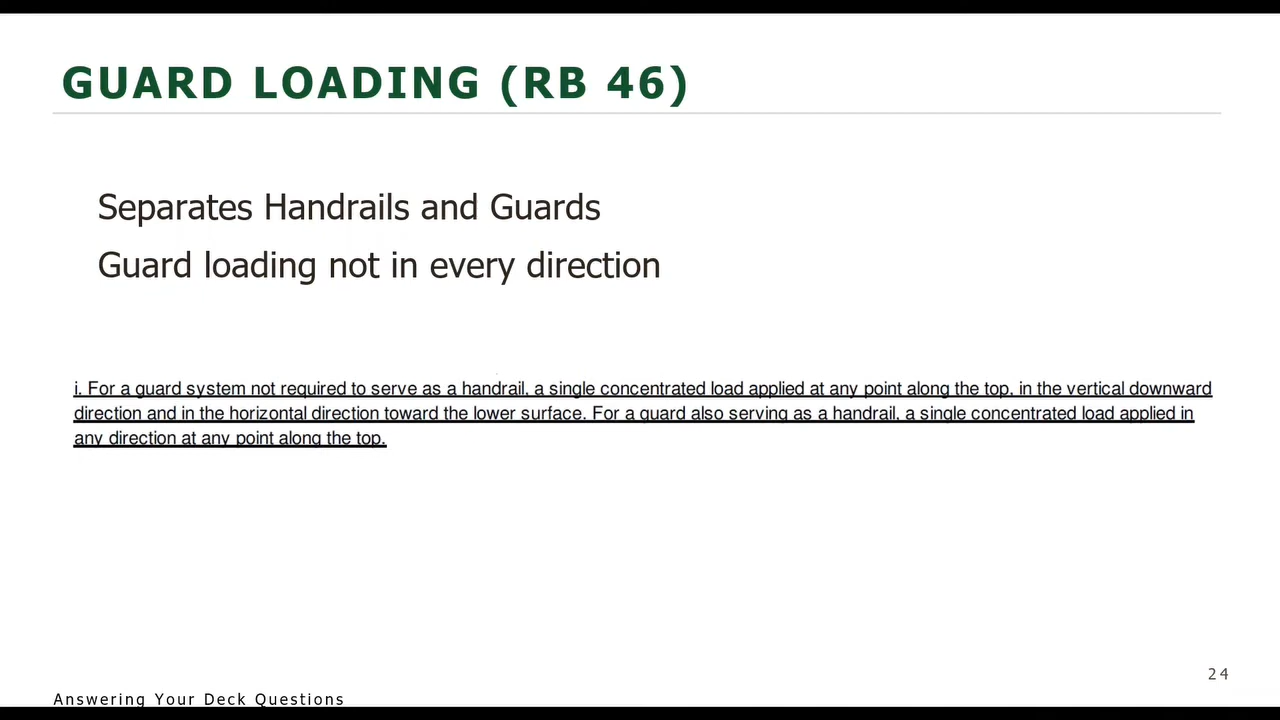 GUARD LOADING (RB 46)
Separates Handrails and Guards
Guard loading not in every direction
i. For a guard system not required to serve as a handrail, a single concentrated load applied at any point along the top, in the vertical downward
direction and in the horizontal direction toward the lower surface. For a guard also serving as a handrail, a single concentrated load applied in
any direction at any point along the top.
24
Answering Your Deck Questions